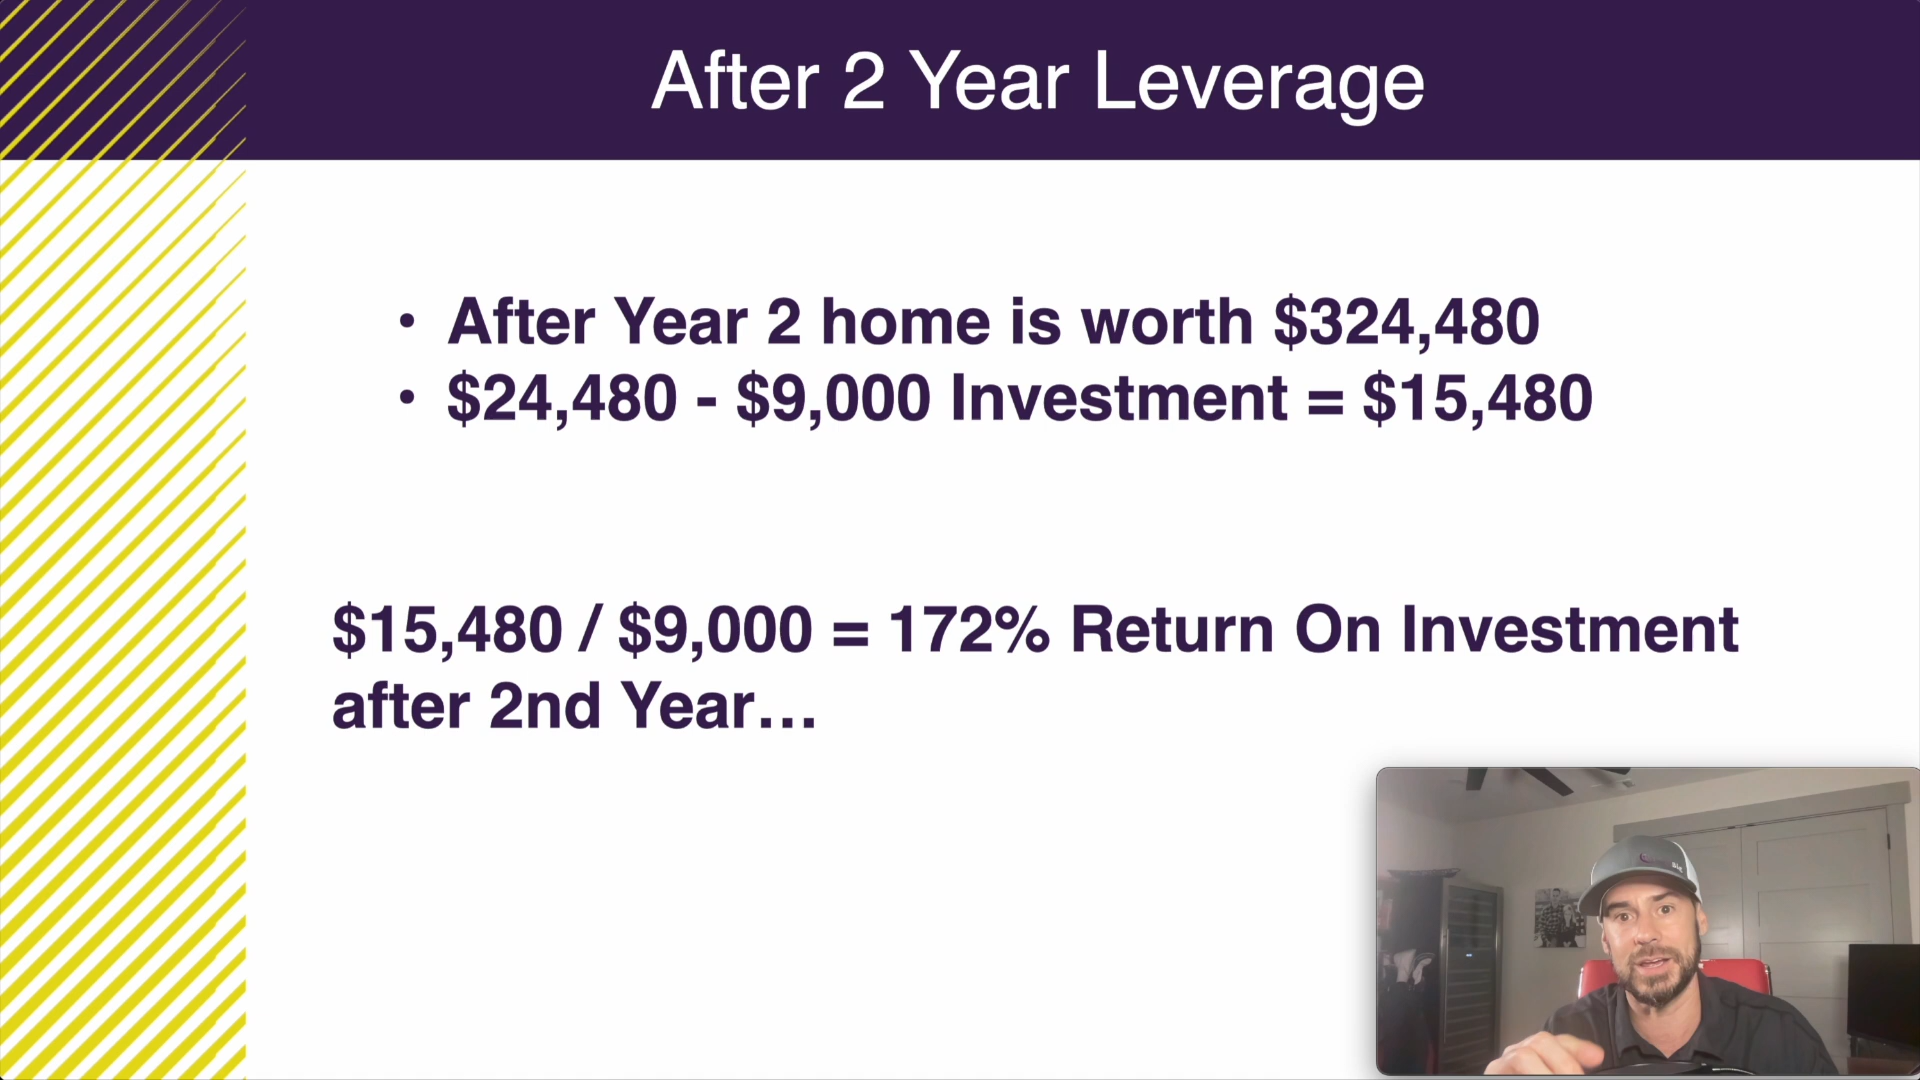 After 2 Year Leverage
• After Year 2 home is worth $324,480
• $24,480 - $9,000 Investment = $15,480
$15,480 / $9,000 = 172% Return On Investment
after 2nd Year…